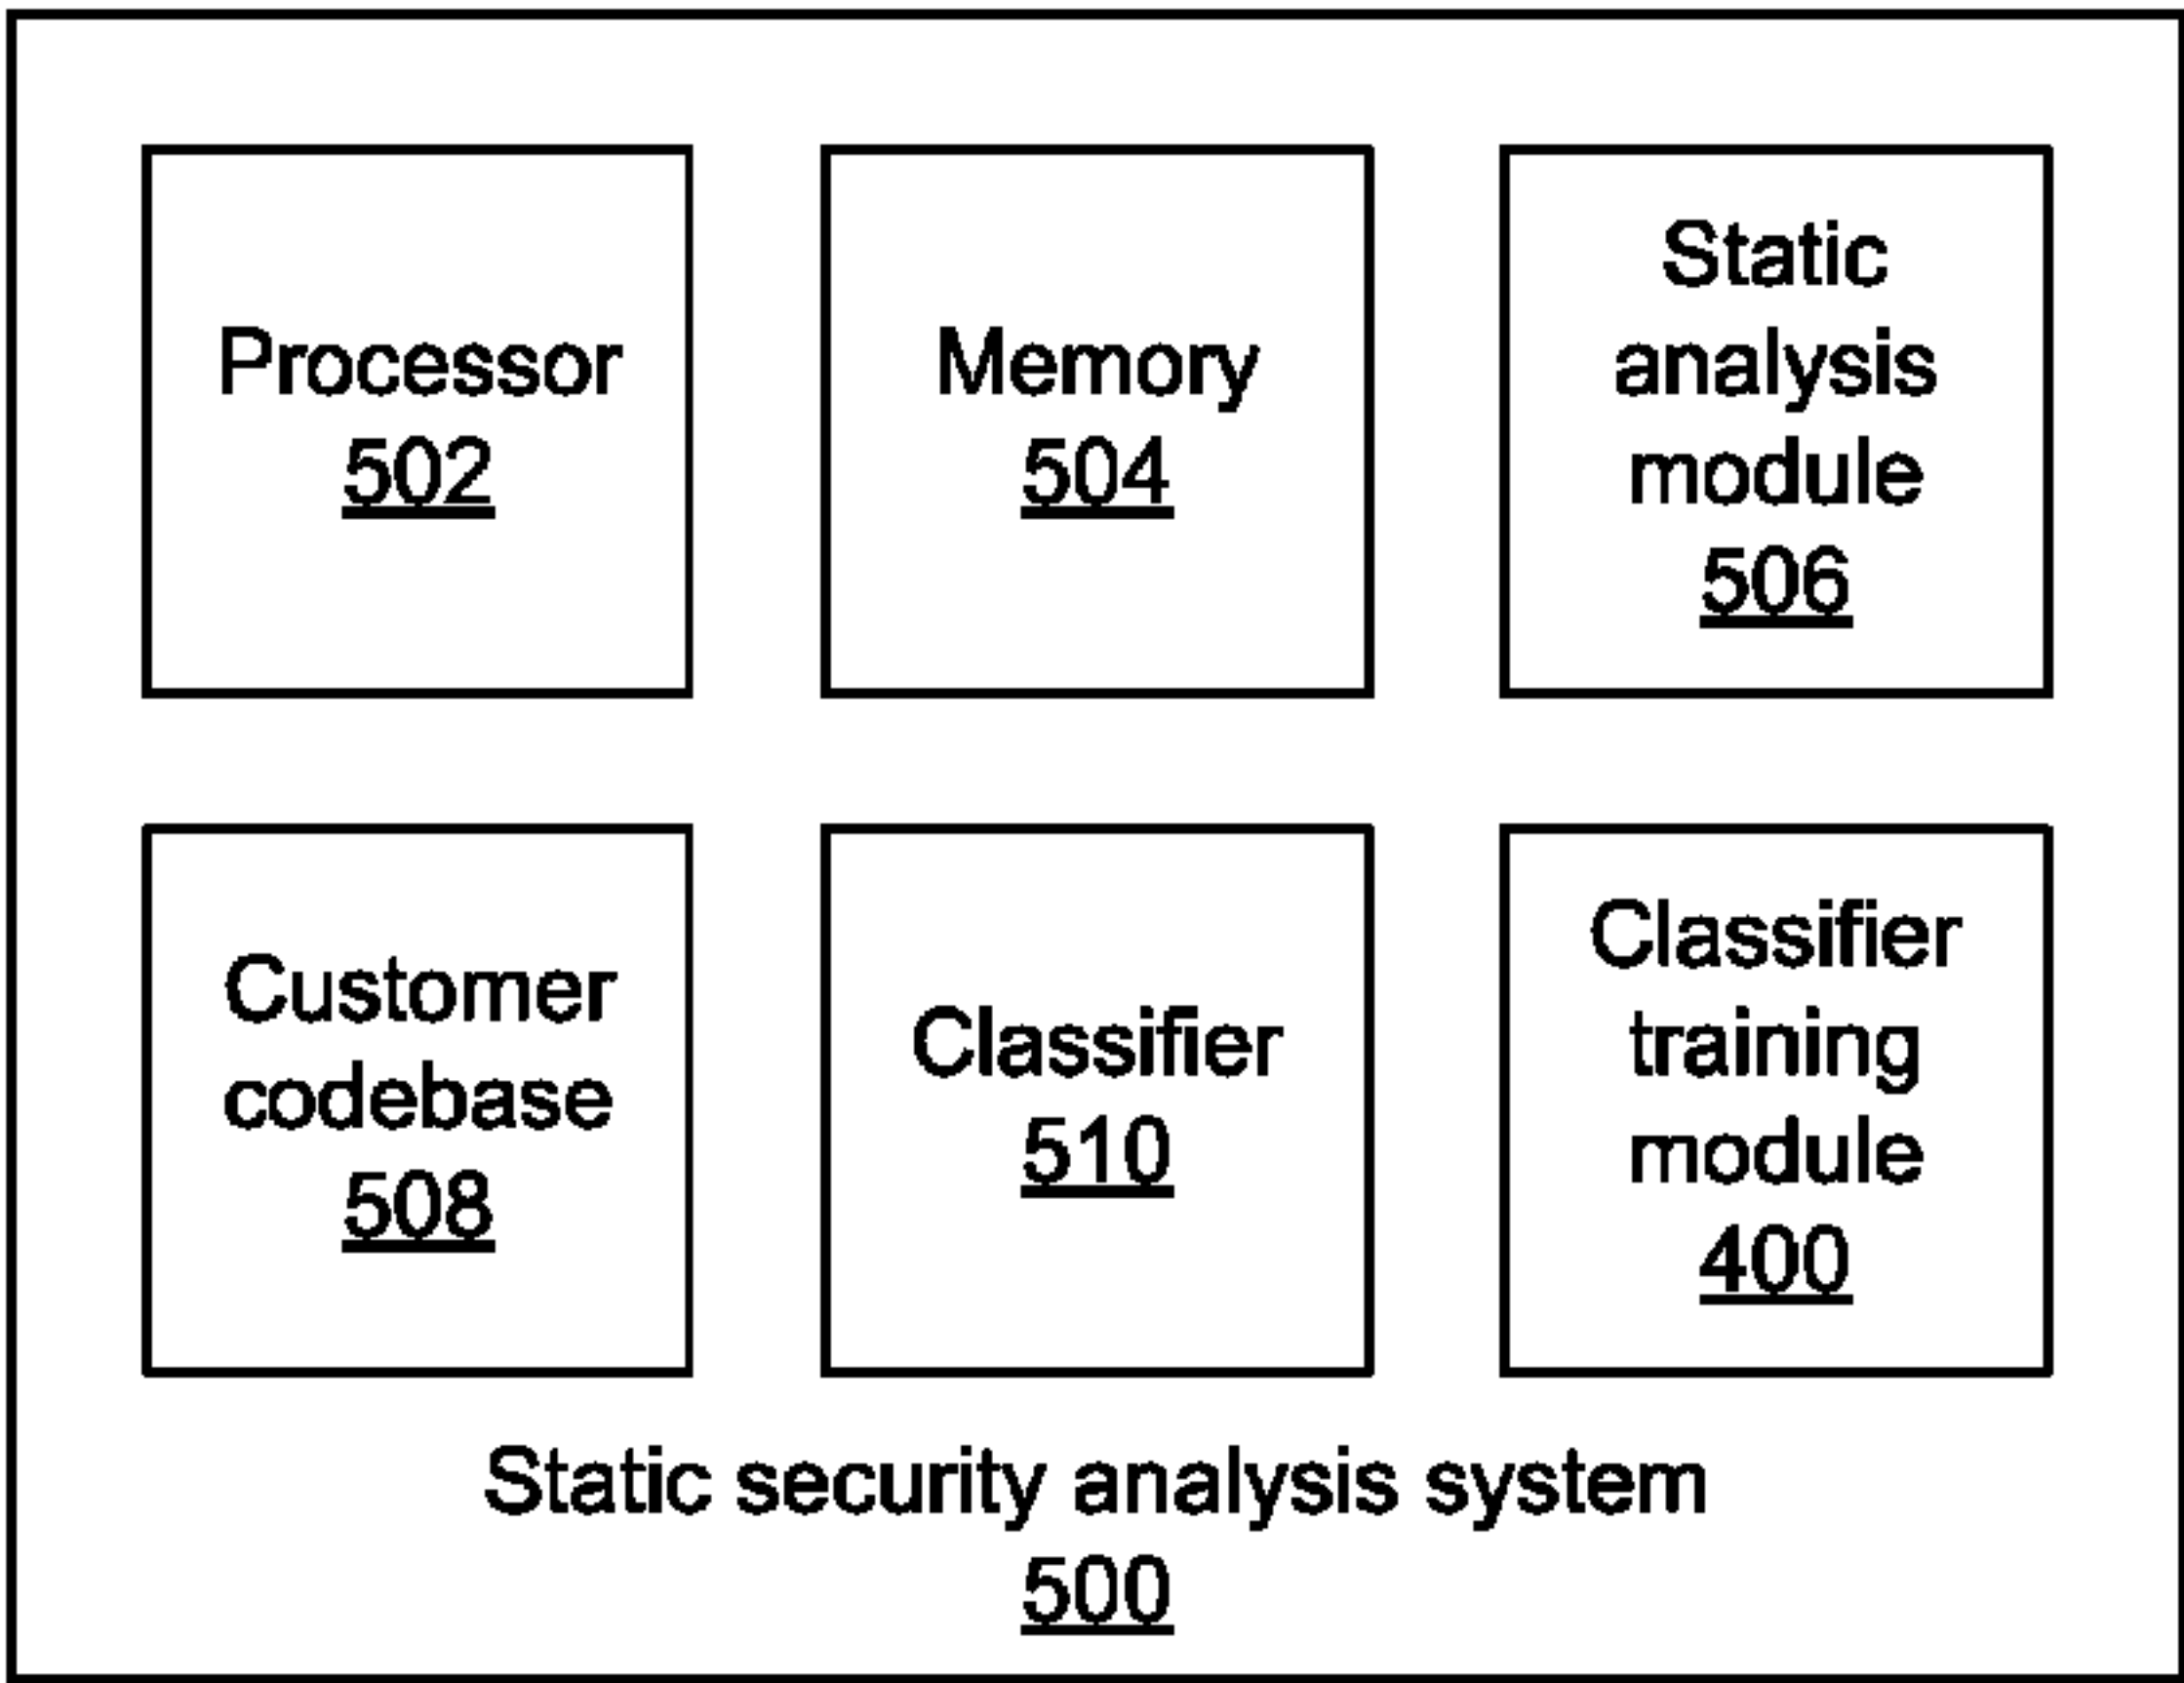 Processor
502
Memory
504
Static
analysis
module
506
Customer
codebase
508
Classifier
510
Classifier
training
module
400
Static security analysis system
500